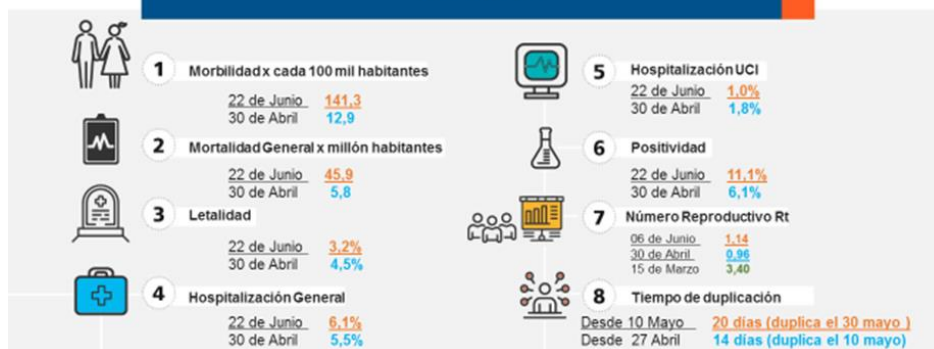 1 Morbilidad x cada 100 mil habitantes
22 de Junio 141,3
30 de Abril 12,9
2 Mortalidad General x millón habitantes
22 de Junio 45,9
30 de Abril 5,8
3 Letalidad
22 de Junio 3,2%
30 de Abril 4,5%
4 Hospitalización General
22 de Junio 6,1%
30 de Abril 5,5%
5 Hospitalización UCI
22 de Junio 1,0%
30 de Abril 1,8%
6 Positividad
22 de Junio 11,1%
30 de Abril 6,1%
7 Número Reproductivo Rt
06 de Junio 1,14
30 de Abril 0,96
15 de Marzo 3,40
8 Tiempo de duplicación
Desde 10 Mayo 20 días (duplica el 30 mayo )
Desde 27 Abril 14 días (duplica el 10 mayo)